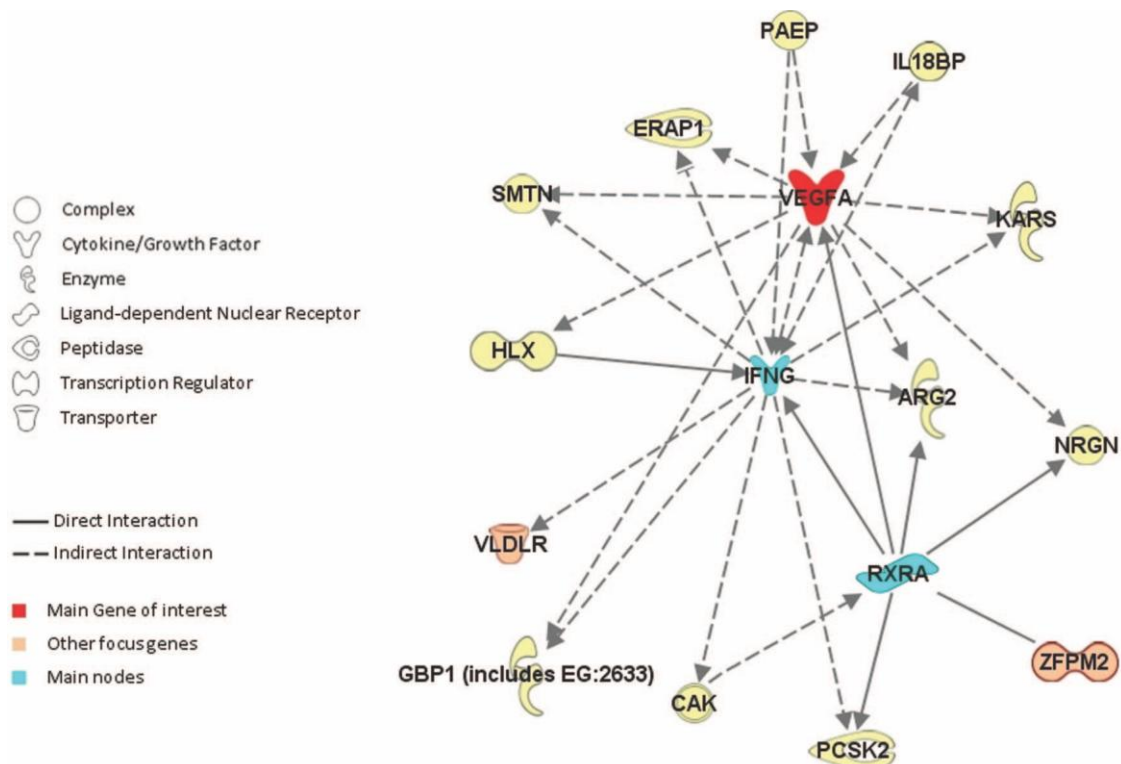 PAEP
IL18BP
ERAP1
SMTN
VEGFA
KARS
HLX
IFNG
ARG2
NRGN
VLDLR
RXRA
GBP1 (includes EG:2633)
CAK
ZFPM2
PCSK2
Complex
Cytokine/Growth Factor
Enzyme
Ligand-dependent Nuclear Receptor
Peptidase
Transcription Regulator
Transporter
Direct Interaction
Indirect Interaction
Main Gene of interest
Other focus genes
Main nodes